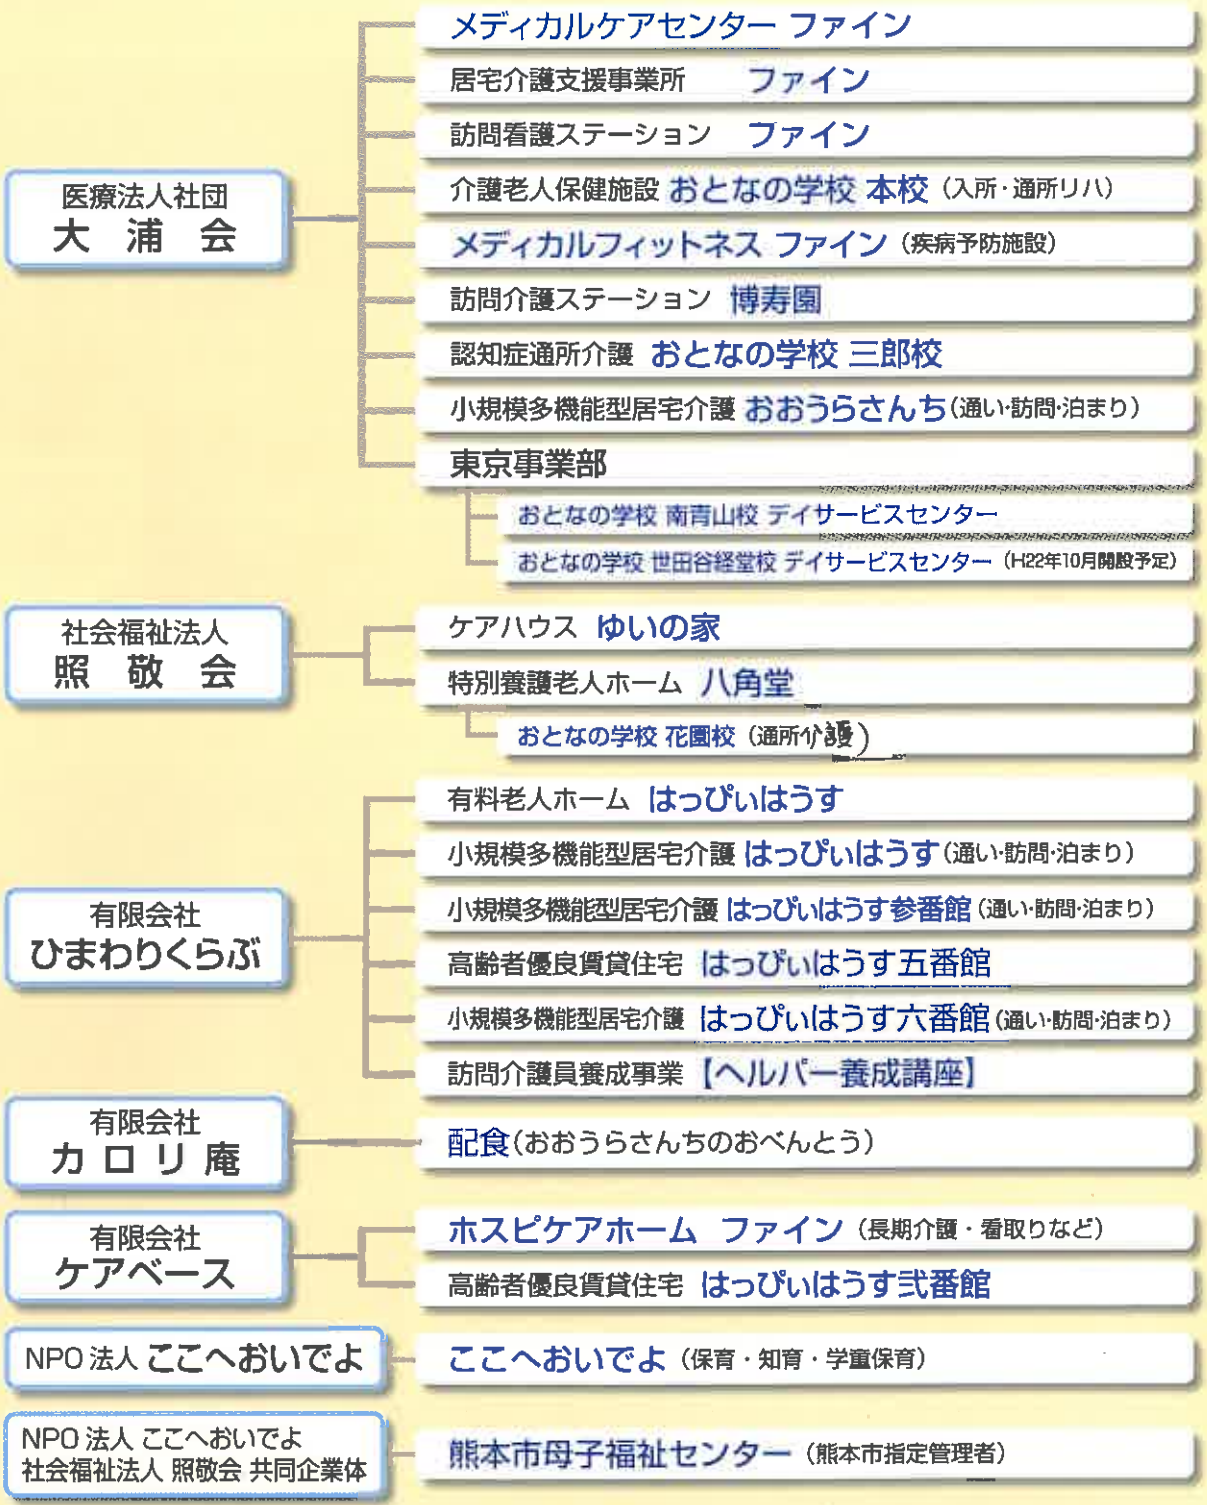 医療法人社団
大浦会
メディカルケアセンター ファイン
居宅介護支援事業所 ファイン
訪問看護ステーション ファイン
介護老人保健施設 おとなの学校 本校（入所・通所リハ）
メディカルフィットネス ファイン（疾病予防施設）
訪問介護ステーション 博寿園
認知症通所介護 おとなの学校 三郎校
小規模多機能型居宅介護 おおうらさんち（通い・訪問・泊まり）
東京事業部
おとなの学校 南青山校 デイサービスセンター
おとなの学校 世田谷経堂校 デイサービスセンター（H22年10月開設予定）
社会福祉法人
照敬会
ケアハウス ゆいの家
特別養護老人ホーム 八角堂
おとなの学校 花園校（通所介護）
有限会社
ひまわりくらぶ
有料老人ホーム はっぴぃはうす
小規模多機能型居宅介護 はっぴぃはうす（通い・訪問・泊まり）
小規模多機能型居宅介護 はっぴぃはうす参番館（通い・訪問・泊まり）
高齢者優良賃貸住宅 はっぴぃはうす五番館
小規模多機能型居宅介護 はっぴぃはうす六番館（通い・訪問・泊まり）
訪問介護員養成事業【ヘルパー養成講座】
有限会社
カロリ庵
配食（おおうらさんちのおべんとう）
有限会社
ケアベース
ホスピケアホーム ファイン（長期介護・看取りなど）
高齢者優良賃貸住宅 はっぴぃはうす弐番館
NPO法人 ここへおいでよ
ここへおいでよ（保育・知育・学童保育）
NPO法人 ここへおいでよ
社会福祉法人 照敬会 共同企業体
熊本市母子福祉センター（熊本市指定管理者）